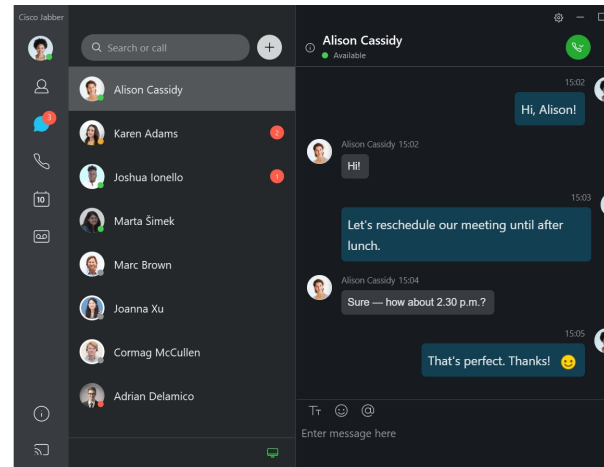 Cisco Jabber
Search or call
3
10
Alison Cassidy
Karen Adams
2
Joshua Ionello
1
Marta Šimek
Marc Brown
Joanna Xu
Cormag McCullen
Adrian Delamico
Alison Cassidy
Available
15:02
Hi, Alison!
Alison Cassidy 15:02
Hi!
15:03
Let's reschedule our meeting until after
lunch.
Alison Cassidy 15:04
Sure — how about 2.30 p.m.?
15:05
That's perfect. Thanks! 🙂
Enter message here